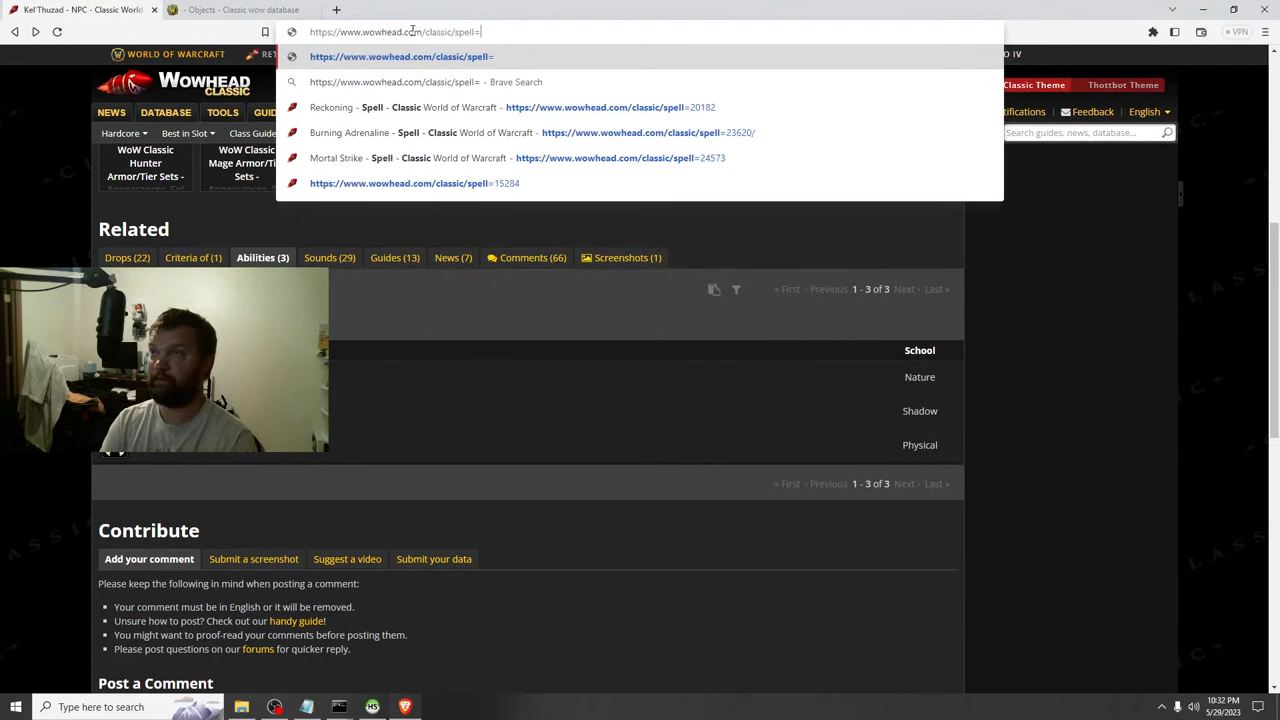 Kel'Thuzad - NPC - Classic World
- Objects - Classic wow database
https://www.wowhead.com/classic/spell=
VPN
https://www.wowhead.com/classic/spell=
https://www.wowhead.com/classic/spell= - Brave Search
Reckoning - Spell - Classic World of Warcraft - https://www.wowhead.com/classic/spell=20182
Burning Adrenaline - Spell - Classic World of Warcraft - https://www.wowhead.com/classic/spell=23620/
Mortal Strike - Spell - Classic World of Warcraft - https://www.wowhead.com/classic/spell=24573
https://www.wowhead.com/classic/spell=15284
WORLD OF WARCRAFT
RET
O IV
WOWHEAD
CLASSIC
Classic Theme
Thottbot Theme
NEWS
DATABASE
TOOLS
GUID
tifications
Feedback
English
Hardcore
Best in Slot
Class Guide
Search guides, news, database...
WoW Classic
Hunter
Armor/Tier
Appearances -
WoW Classic
Mage Armor/Tier
Sets -
Related
Drops (22)
Criteria of (1)
Abilities (3)
Sounds (29)
Guides (13)
News (7)
Comments (66)
Screenshots (1)
« First ‹ Previous 1 - 3 of 3 Next › Last »
School
Nature
Shadow
Physical
« First ‹ Previous 1 - 3 of 3 Next › Last »
Contribute
Add your comment
Submit a screenshot
Suggest a video
Submit your data
Please keep the following in mind when posting a comment:
Your comment must be in English or it will be removed.
Unsure how to post? Check out our handy guide!
You might want to proof-read your comments before posting them.
Please post questions on our forums for quicker reply.
Post a Comment
Type here to search
10:32 PM
5/29/2023